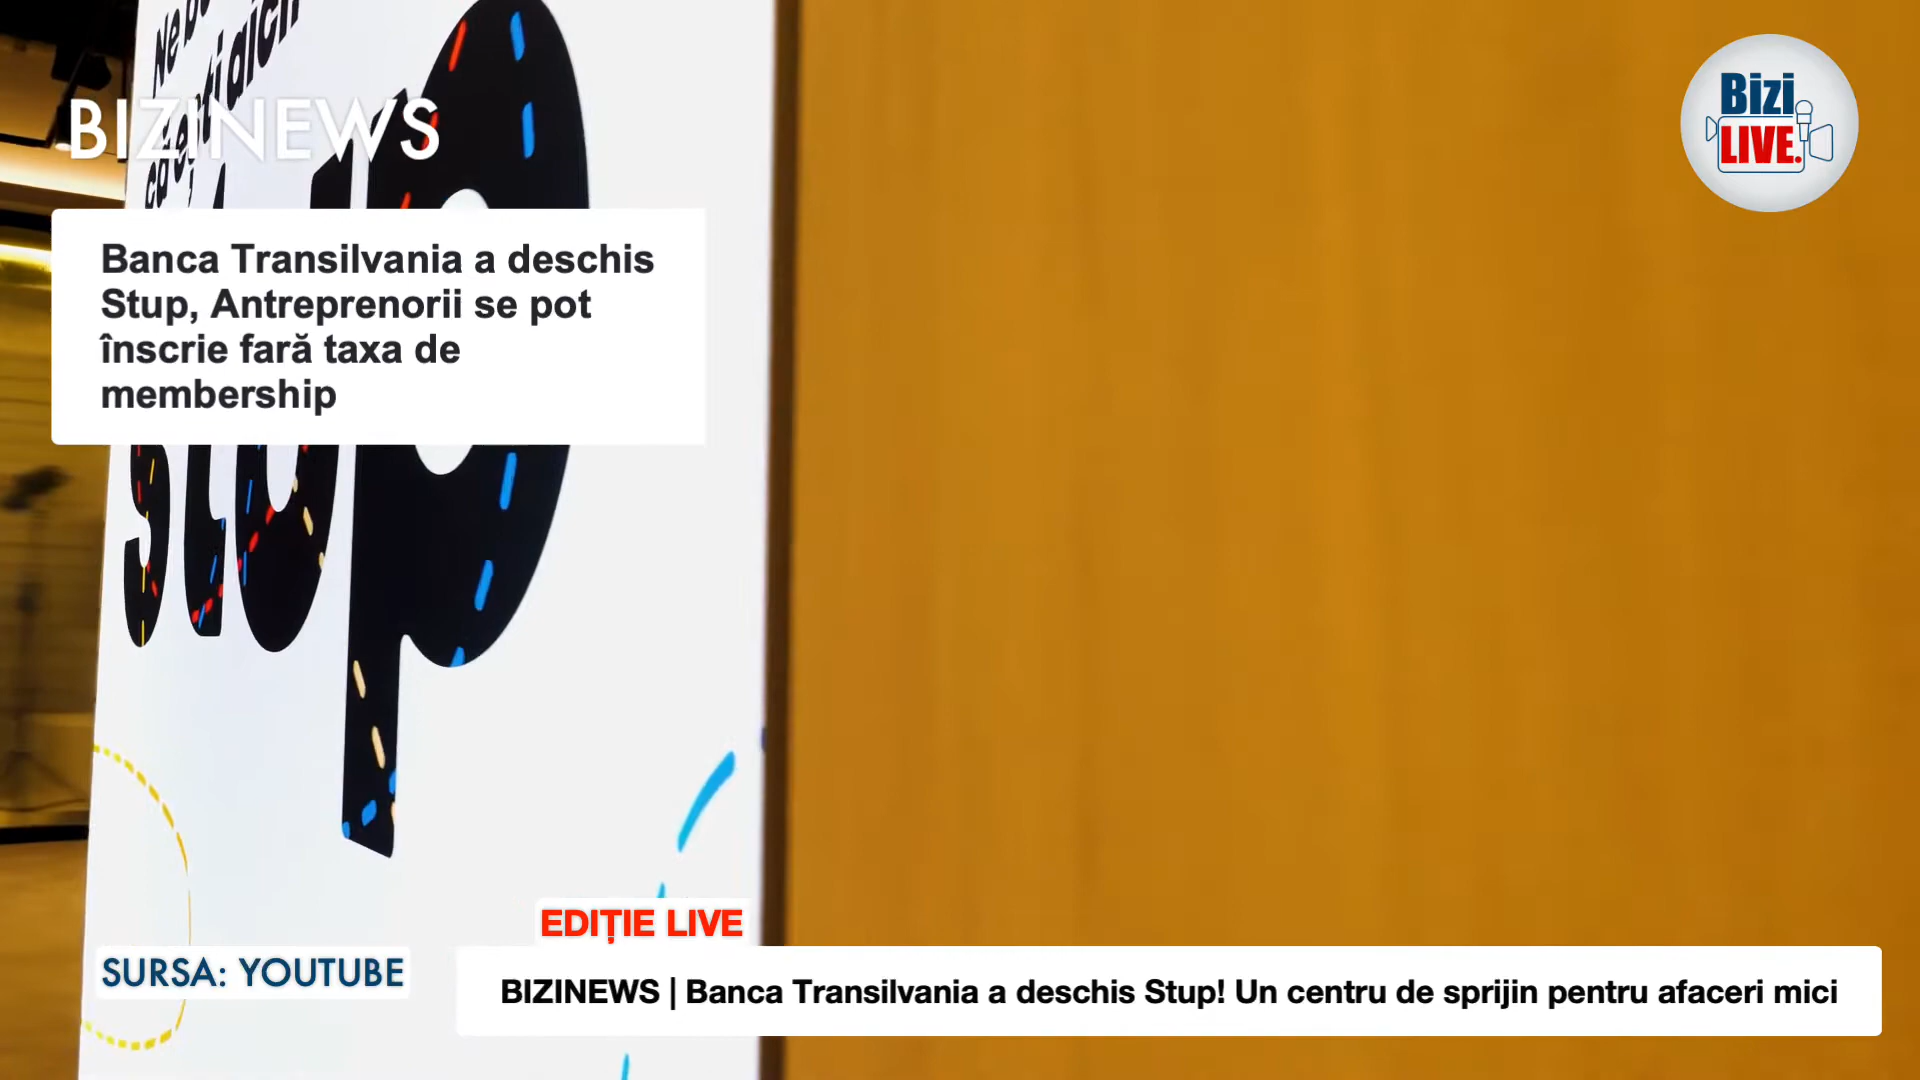 BIZINEWS
Bizi
LIVE.
Banca Transilvania a deschis
Stup, Antreprenorii se pot
înscrie fară taxa de
membership
stup
EDIȚIE LIVE
SURSA: YOUTUBE
BIZINEWS | Banca Transilvania a deschis Stup! Un centru de sprijin pentru afaceri mici